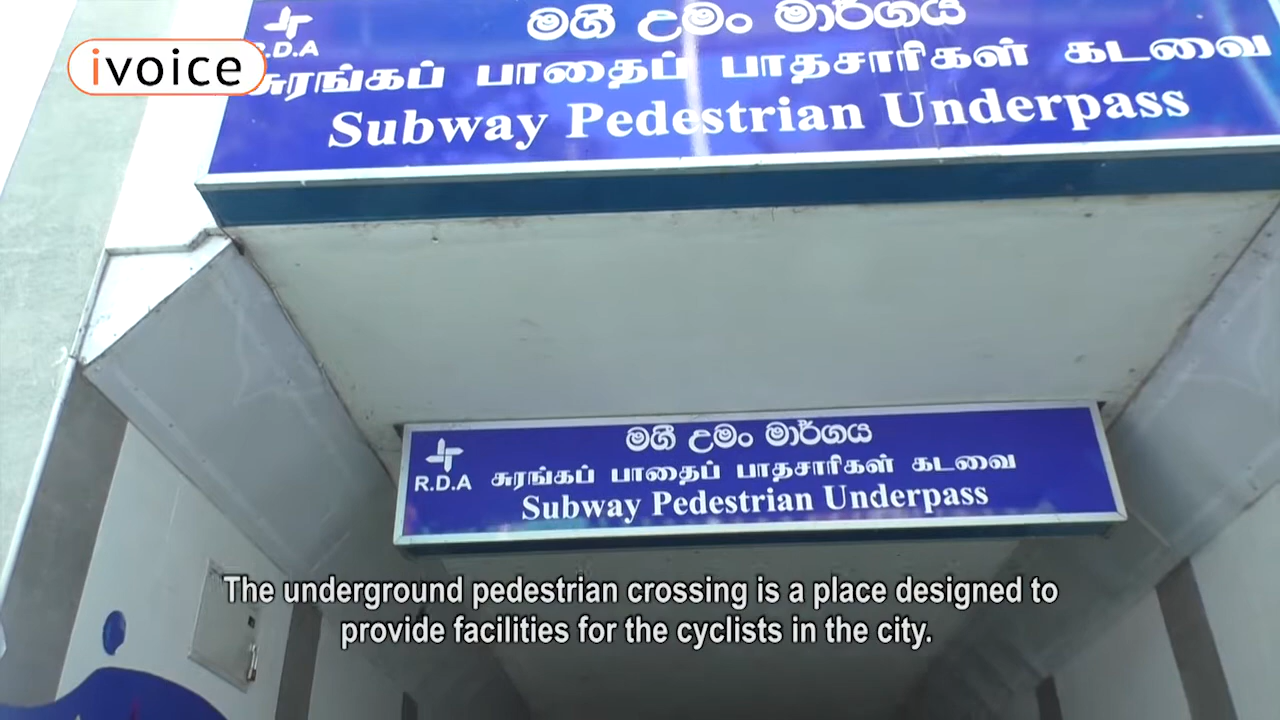 ivoice
මගී උමං මාර්ගය
R.D.A
சுரங்கப் பாதைப் பாதசாரிகள் கடவை
Subway Pedestrian Underpass
මගී උමං මාර්ගය
சுரங்கப் பாதைப் பாதசாரிகள் கடவை
R.D.A
Subway Pedestrian Underpass
The underground pedestrian crossing is a place designed to
provide facilities for the cyclists in the city.